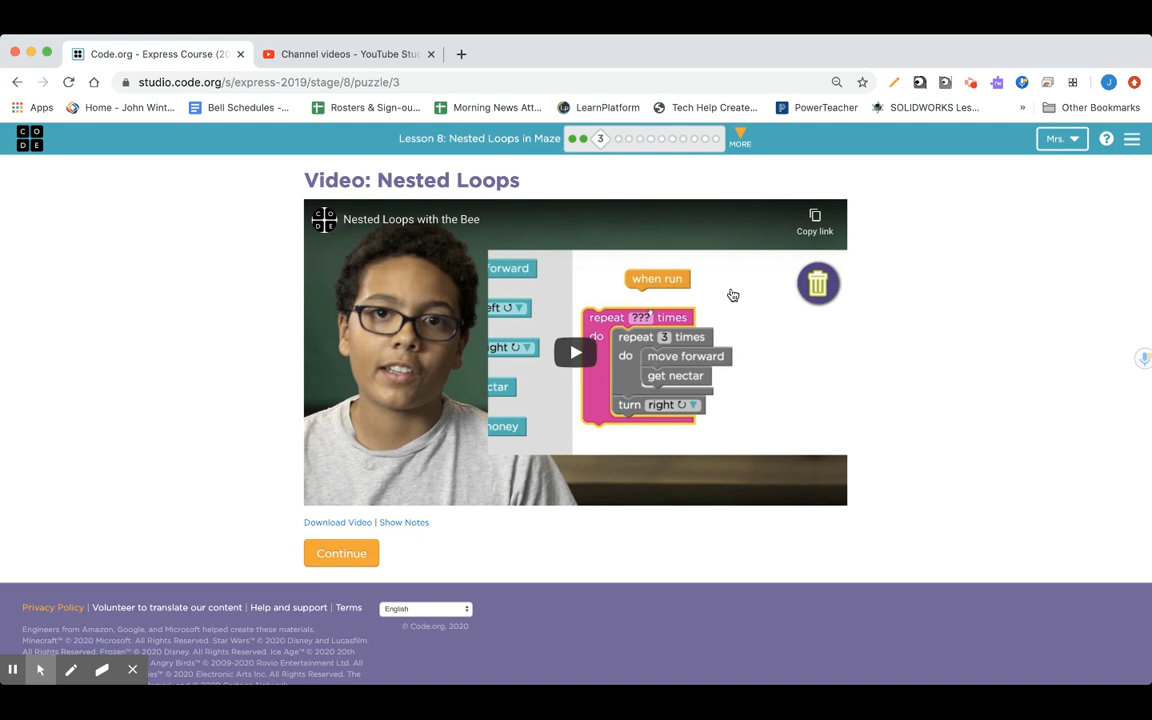 Code.org - Express Course (20
Channel videos - YouTube Stu
studio.code.org/s/express-2019/stage/8/puzzle/3
Apps
Home - John Wint...
Bell Schedules -...
Rosters & Sign-ou...
Morning News Att...
LearnPlatform
Tech Help Create...
PowerTeacher
SOLIDWORKS Les...
»
Other Bookmarks
C O
D E
Lesson 8: Nested Loops in Maze
3
MORE
Mrs.
?
Video: Nested Loops
C O
D E
Nested Loops with the Bee
Copy link
orward
when run
eft
repeat ??? times
do
repeat 3 times
ght
do
move forward
get nectar
ctar
turn right
oney
Download Video | Show Notes
Continue
Privacy Policy | Volunteer to translate our content | Help and support | Terms
English
© Code.org, 2020
Engineers from Amazon, Google, and Microsoft helped create these materials.
Minecraft™ © 2020 Microsoft. All Rights Reserved. Star Wars™ © 2020 Disney and Lucasfilm.
All Rights Reserved. Frozen™ © 2020 Disney. All Rights Reserved. Ice Age™ © 2020 20th
Angry Birds™ © 2009-2020 Rovio Entertainment Ltd. All
© 2020 Electronic Arts Inc. All Rights Reserved. The